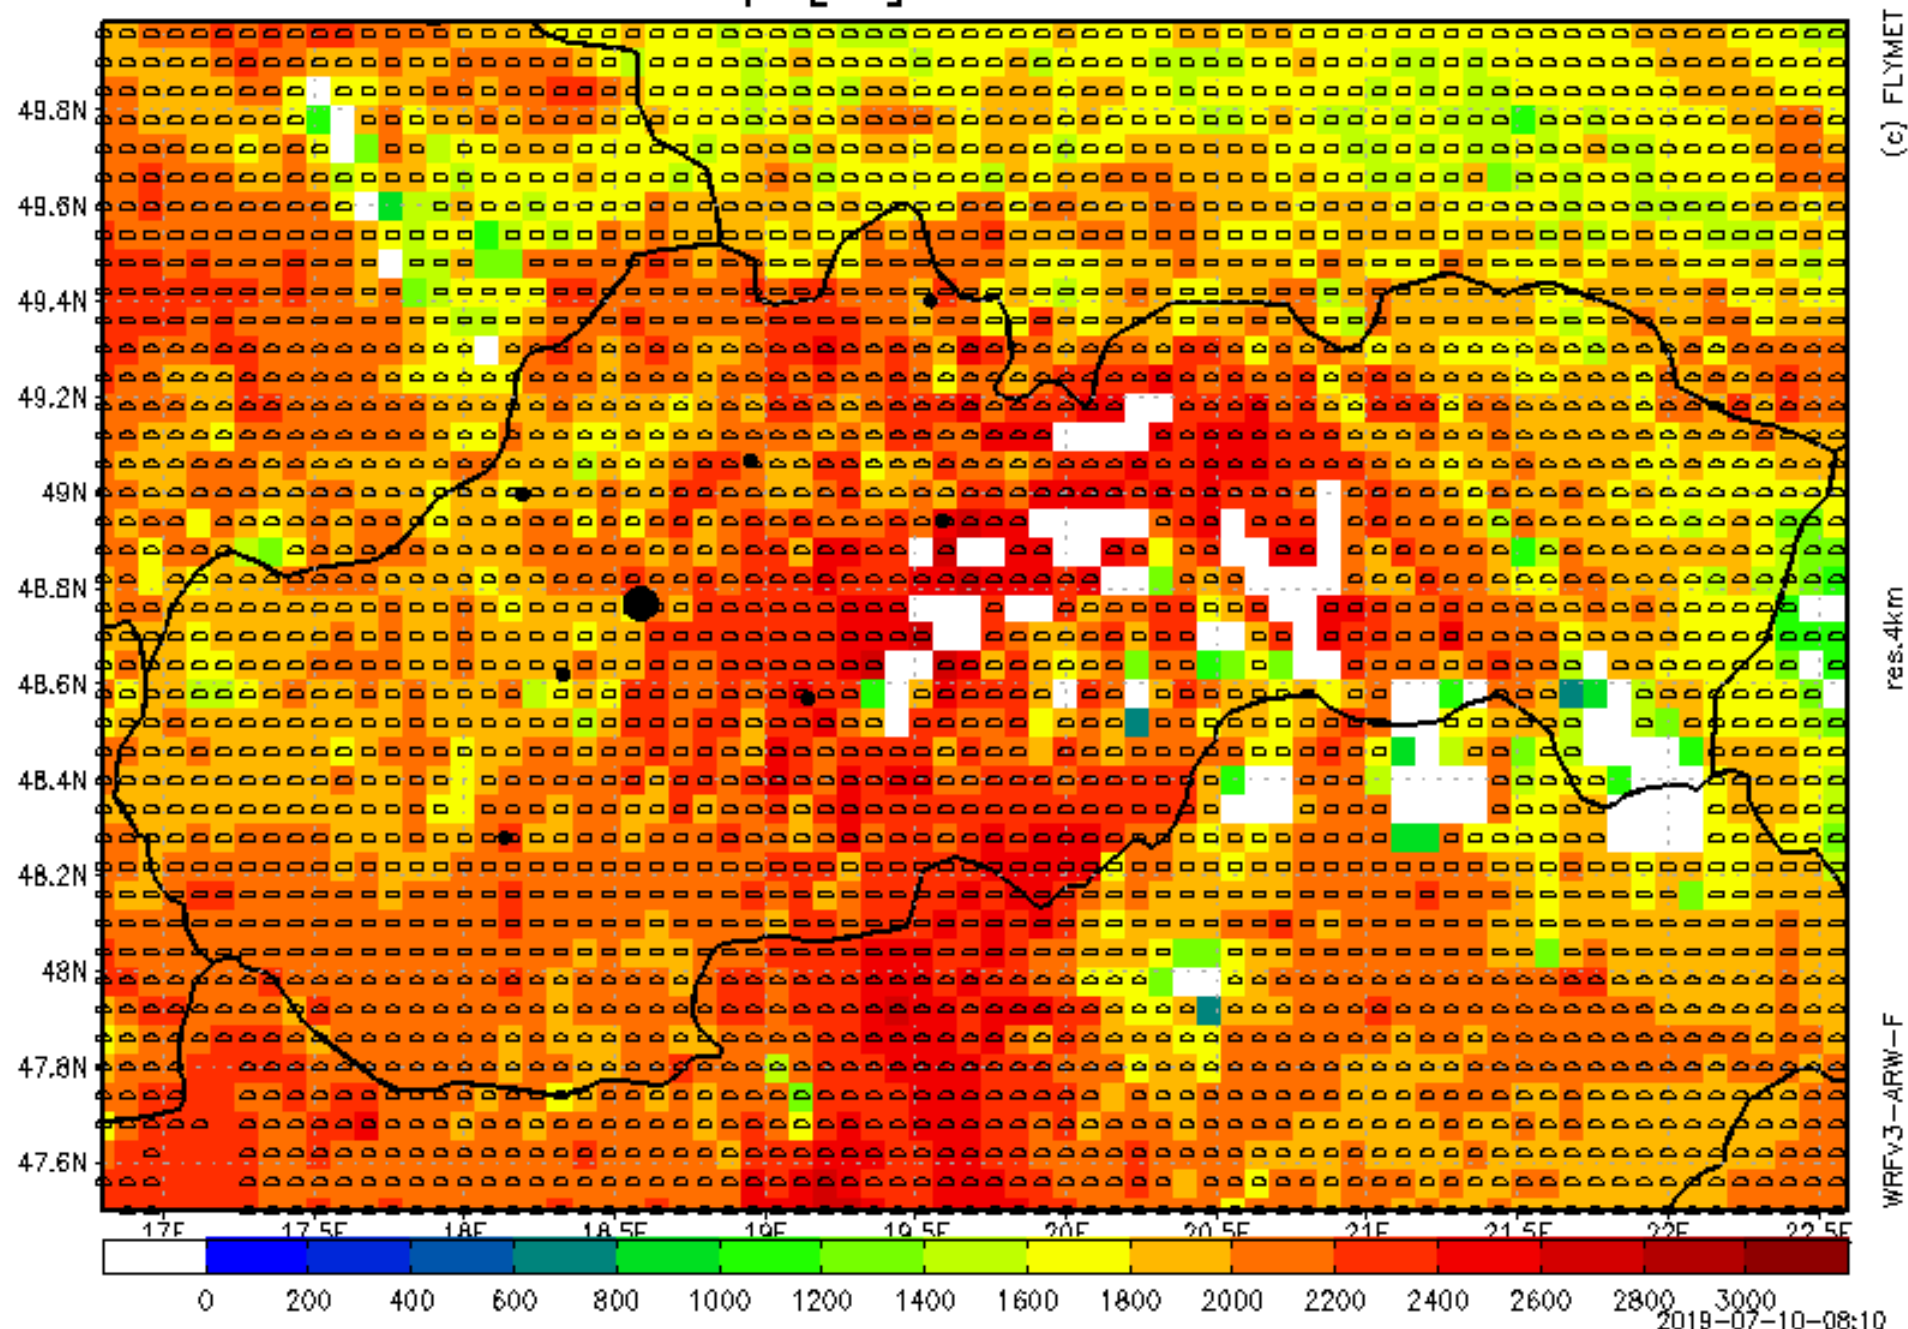 (c) FLYMET
49.8N
49.6N
49.4N
49.2N
49N
48.8N
48.6N
48.4N
48.2N
48N
47.8N
47.6N
res.4km
WRFv3-ARW-F
17E 17.5E 18E 18.5E 19E 19.5E 20E 20.5E 21E 21.5E 22E 22.5E
0 200 400 600 800 1000 1200 1400 1600 1800 2000 2200 2400 2600 2800 3000
2019-07-10-08:10